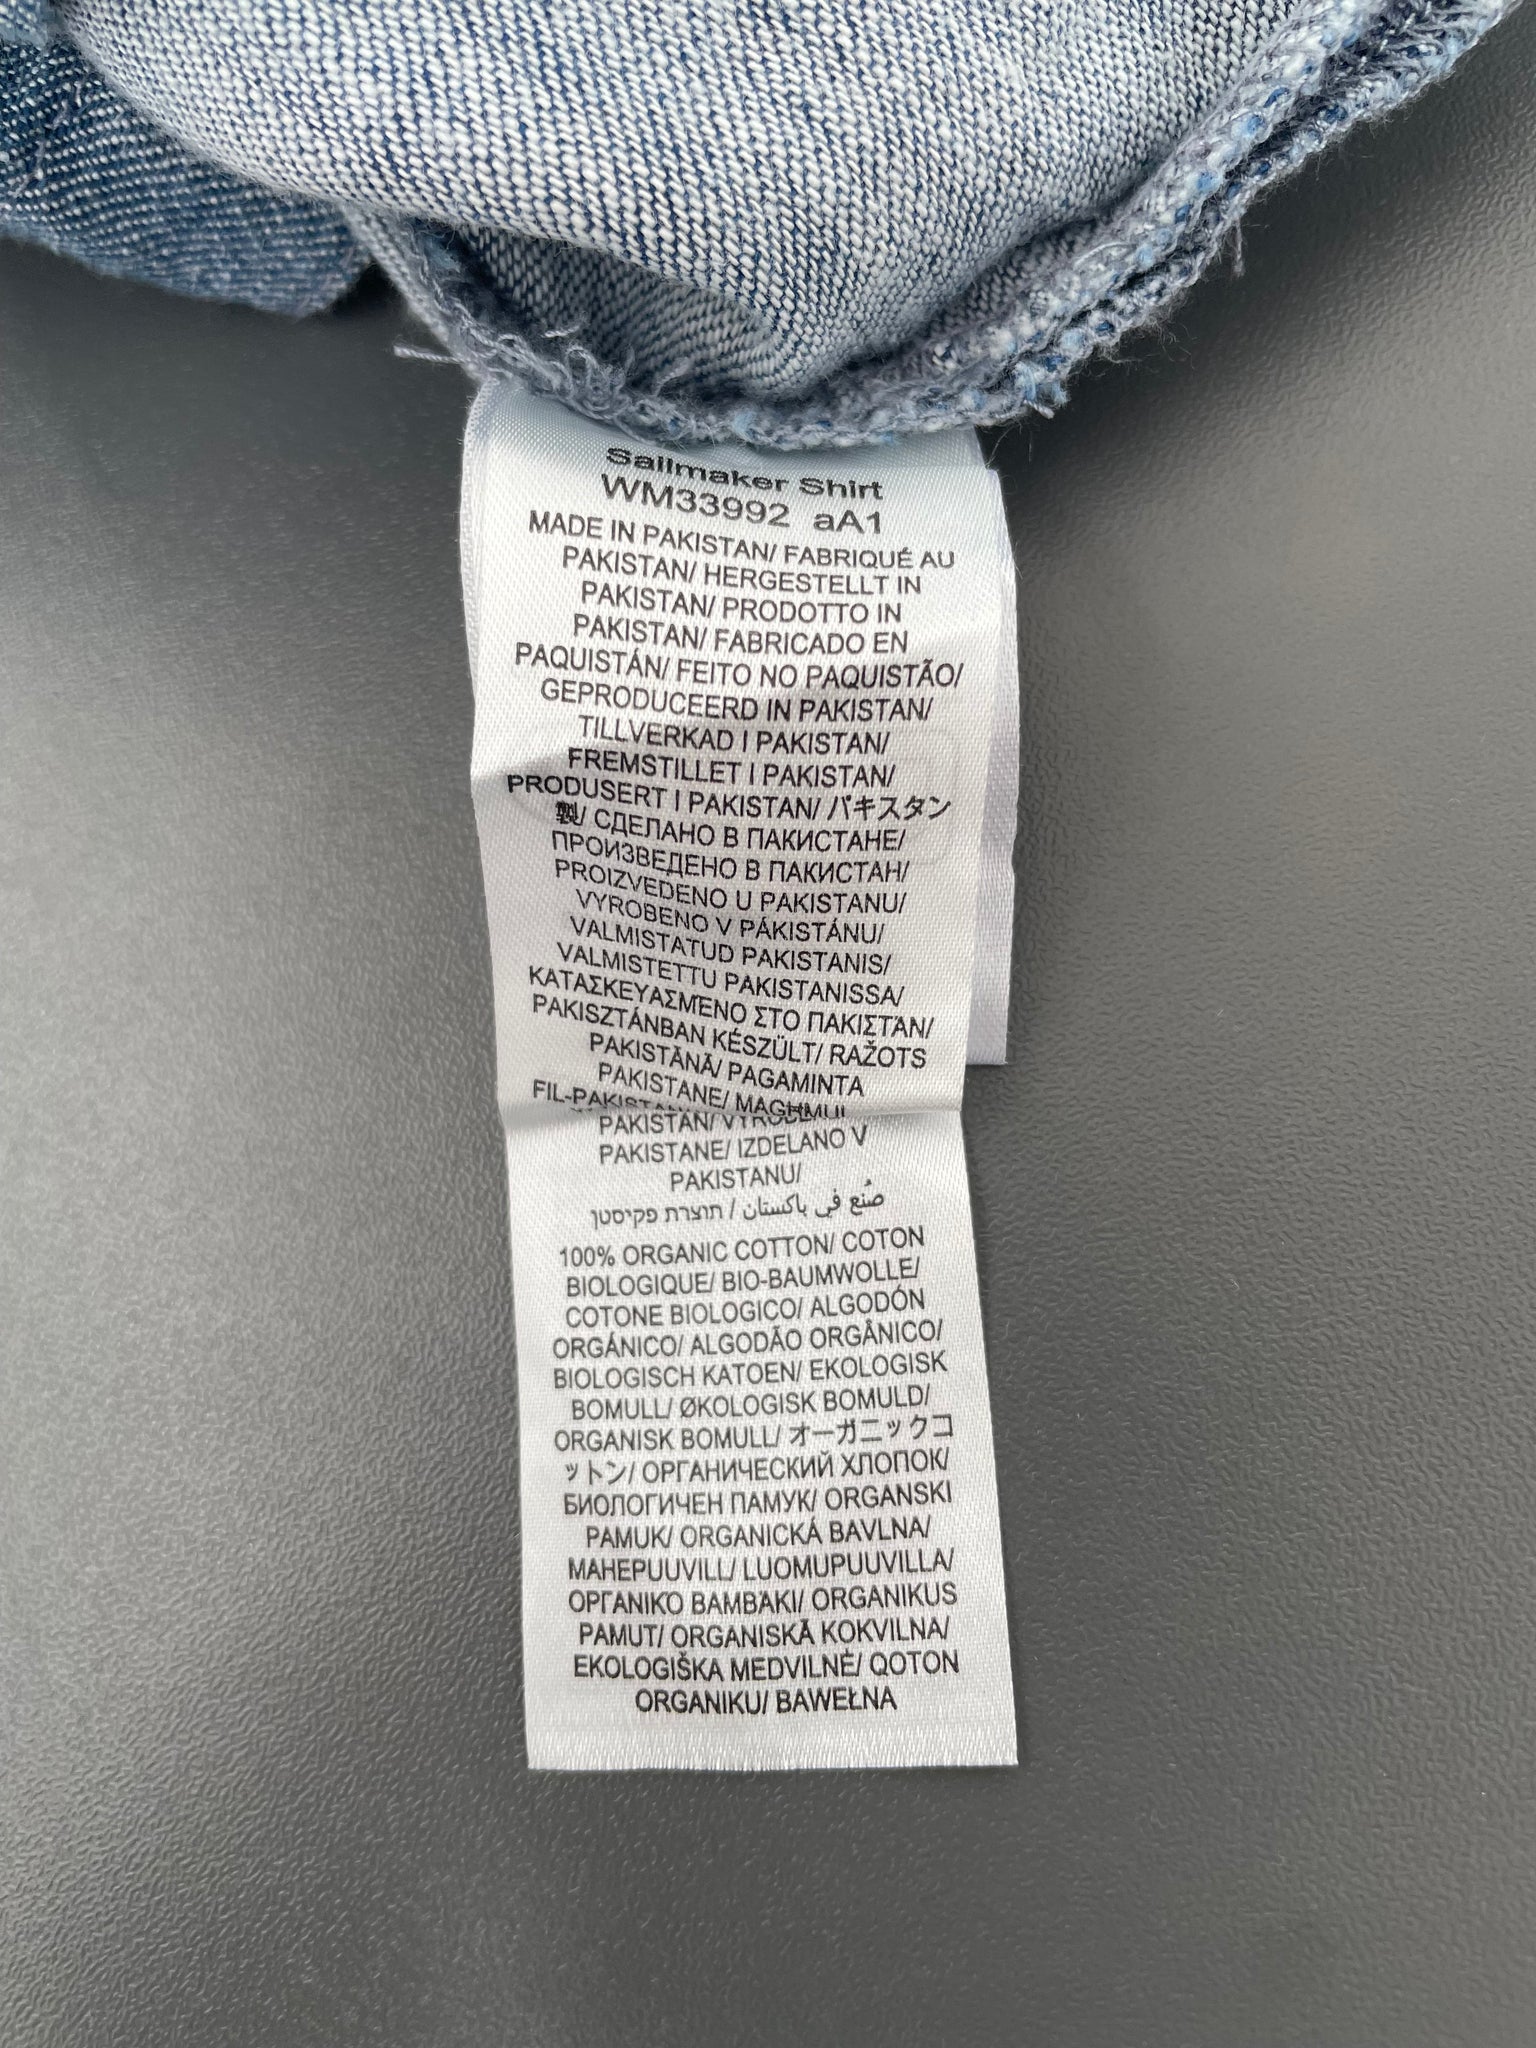 Sailmaker Shirt
WM33992 aA1
MADE IN PAKISTAN/ FABRIQUÉ AU
PAKISTAN/ HERGESTELLT IN
PAKISTAN/ PRODOTTO IN
PAKISTAN/ FABRICADO EN
PAQUISTÁN/ FEITO NO PAQUISTÃO/
GEPRODUCEERD IN PAKISTAN/
TILLVERKAD I PAKISTAN/
FREMSTILLET I PAKISTAN/
PRODUSERT I PAKISTAN/ パキスタン
製/ СДЕЛАНО В ПАКИСТАНЕ/
ПРОИЗВЕДЕНО В ПАКИСТАН/
PROIZVEDENO U PAKISTANU/
VYROBENO V PÁKISTÁNU/
VALMISTATUD PAKISTANIS/
VALMISTETTU PAKISTANISSA/
ΚΑΤΑΣΚΕΥΑΣΜΈΝΟ ΣΤΟ ΠΑΚΙΣΤΆΝ/
PAKISZTÁNBAN KÉSZÜLT/ RAŽOTS
PAKISTĀNĀ/ PAGAMINTA
PAKISTANE/ MAGHMUL
FIL-PAKISTAN/
PAKISTAN/
PAKISTANE/ IZDELANO V
PAKISTANU/
صُنع في باكستان / תוצרת פקיסטן
100% ORGANIC COTTON/ COTON
BIOLOGIQUE/ BIO-BAUMWOLLE/
COTONE BIOLOGICO/ ALGODÓN
ORGÁNICO/ ALGODÃO ORGÂNICO/
BIOLOGISCH KATOEN/ EKOLOGISK
BOMULL/ ØKOLOGISK BOMULD/
ORGANISK BOMULL/ オーガニックコ
ットン/ ОРГАНИЧЕСКИЙ ХЛОПОК/
БИОЛОГИЧЕН ПАМУК/ ORGANSKI
PAMUK/ ORGANICKÁ BAVLNA/
MAHEPUUVILL/ LUOMUPUUVILLA/
ΟΡΓΑΝΙΚΌ ΒΑΜΒΆΚΙ/ ORGANIKUS
PAMUT/ ORGANISKĀ KOKVILNA/
EKOLOGIŠKA MEDVILNĖ/ QOTON
ORGANIKU/ BAWEŁNA